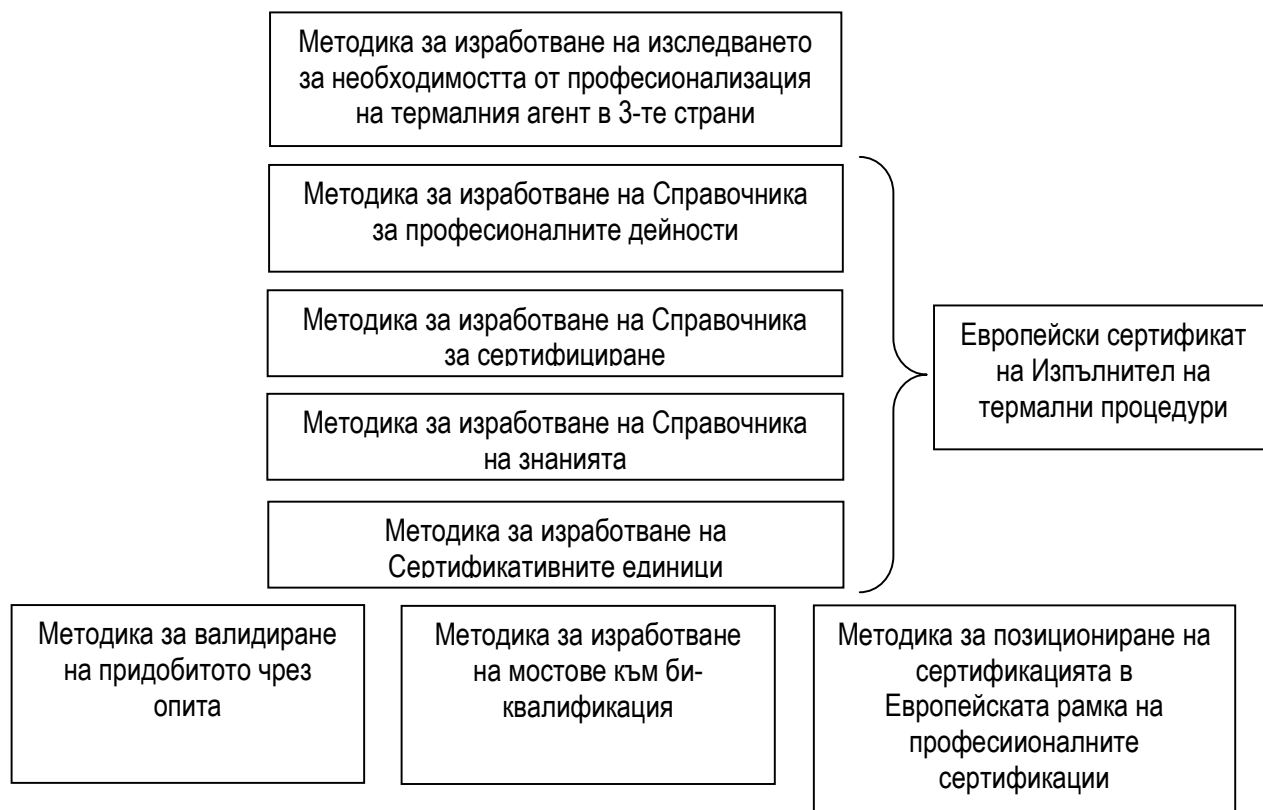 Методика за изработване на изследването
за необходимостта от професионализация
на термалния агент в 3-те страни
Методика за изработване на Справочника
за професионалните дейности
Методика за изработване на Справочника
за сертифициране
Методика за изработване на Справочника
на знанията
Методика за изработване на
Сертификативните единици
Европейски сертификат
на Изпълнител на
термални процедури
Методика за валидиране
на придобитото чрез
опита
Методика за изработване
на мостове към би-
квалификация
Методика за позициониране на
сертификацията в
Европейската рамка на
професиионалните
сертификации